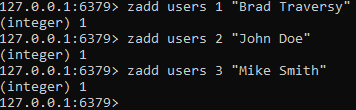 127.0.0.1:6379> zadd users 1 "Brad Traversy"
(integer) 1
127.0.0.1:6379> zadd users 2 "John Doe"
(integer) 1
127.0.0.1:6379> zadd users 3 "Mike Smith"
(integer) 1
127.0.0.1:6379>